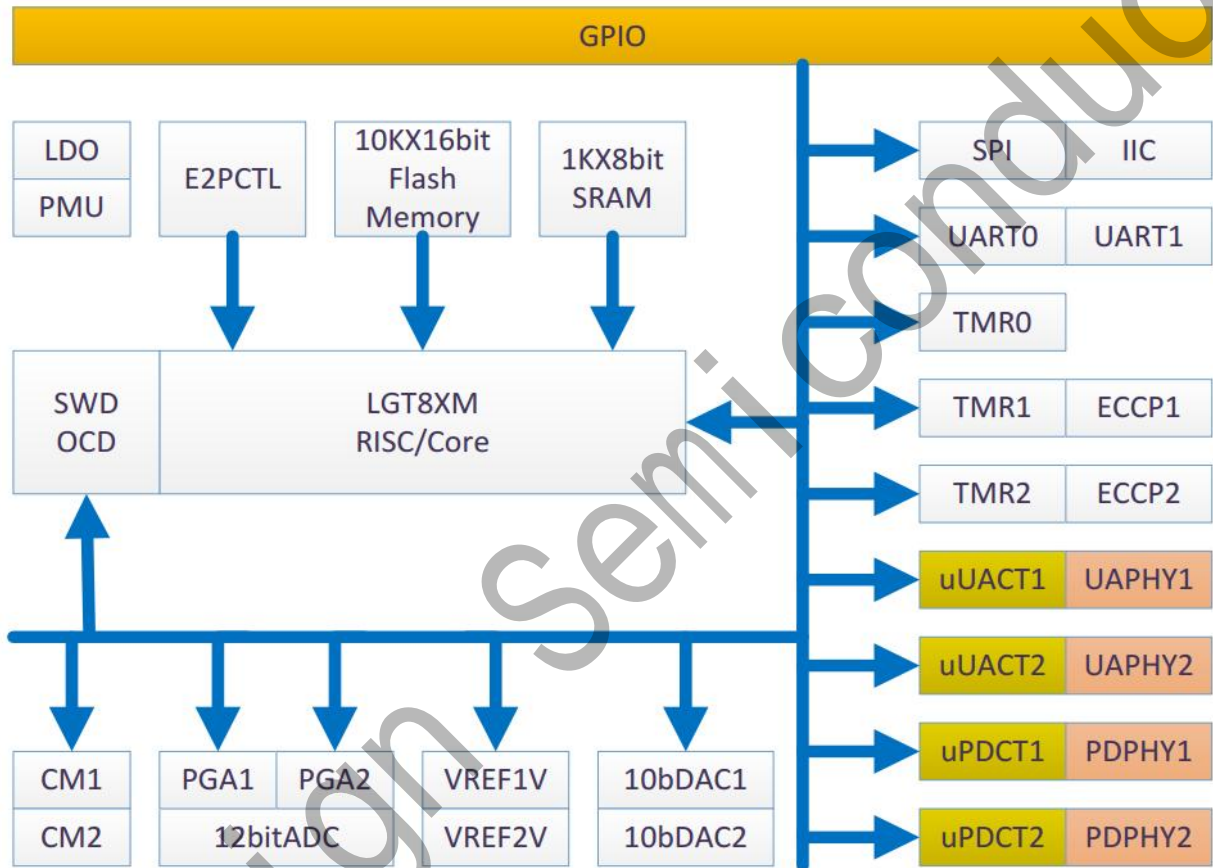 GPIO
LDO
PMU
E2PCTL
10KX16bit
Flash
Memory
1KX8bit
SRAM
SPI IIC
UART0 UART1
TMR0
SWD
OCD
LGT8XM
RISC/Core
TMR1 ECCP1
TMR2 ECCP2
uUACT1 UAPHY1
uUACT2 UAPHY2
uPDCT1 PDPHY1
uPDCT2 PDPHY2
CM1
CM2
PGA1 PGA2
12bitADC
VREF1V
VREF2V
10bDAC1
10bDAC2
Semi